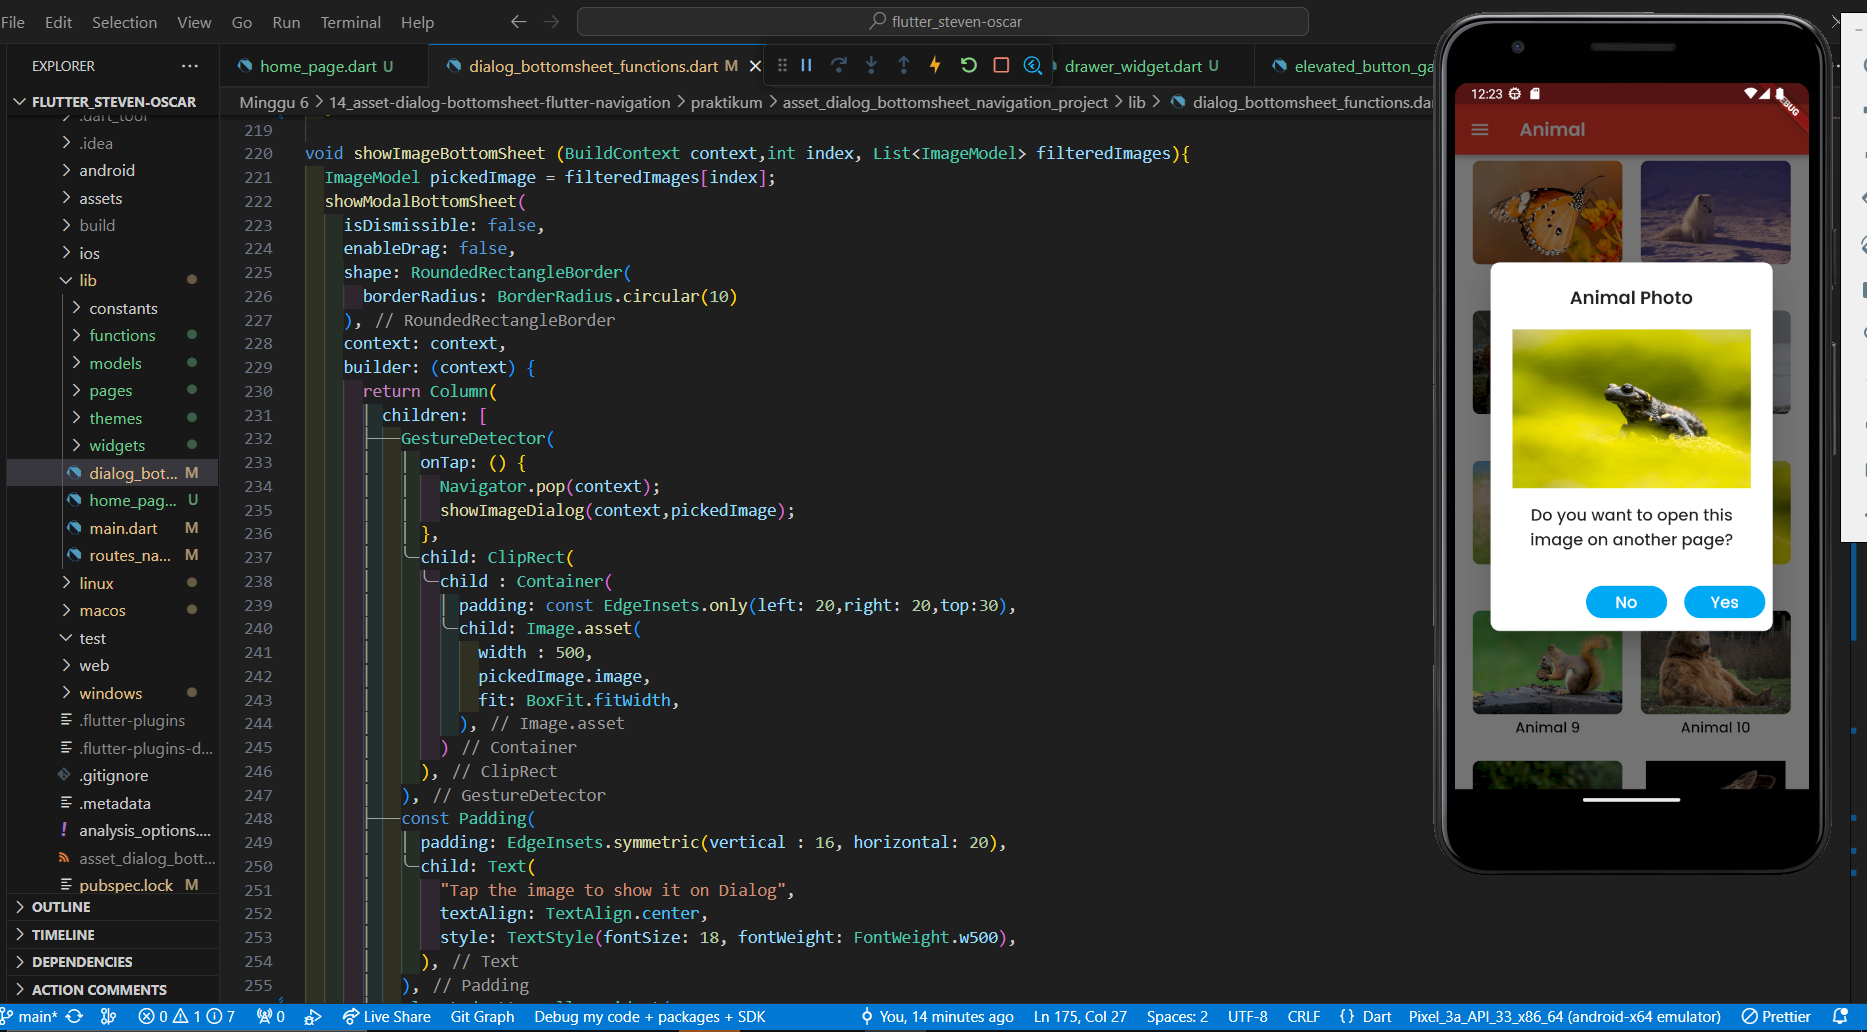 File Edit Selection View Go Run Terminal Help
flutter_steven-oscar
EXPLORER ...
home_page.dart U
dialog_bottomsheet_functions.dart M
drawer_widget.dart U
elevated_button_ga
FLUTTER_STEVEN-OSCAR
Minggu 6 > 14_asset-dialog-bottomsheet-flutter-navigation > praktikum > asset_dialog_bottomsheet_navigation_project > lib > dialog_bottomsheet_functions.dar
.dart_tool
.idea
android
assets
build
ios
lib
constants
functions
models
pages
themes
widgets
dialog_bot... M
home_pag... U
main.dart M
routes_na... M
linux
macos
test
web
windows
.flutter-plugins
.flutter-plugins-d...
.gitignore
.metadata
analysis_options....
asset_dialog_bott...
pubspec.lock M
OUTLINE
TIMELINE
DEPENDENCIES
ACTION COMMENTS
219
220 void showImageBottomSheet (BuildContext context,int index, List<ImageModel> filteredImages){
221 ImageModel pickedImage = filteredImages[index];
222 showModalBottomSheet(
223 isDismissible: false,
224 enableDrag: false,
225 shape: RoundedRectangleBorder(
226 borderRadius: BorderRadius.circular(10)
227 ), // RoundedRectangleBorder
228 context: context,
229 builder: (context) {
230 return Column(
231 children: [
232 GestureDetector(
233 onTap: () {
234 Navigator.pop(context);
235 showImageDialog(context,pickedImage);
236 },
237 child: ClipRect(
238 child : Container(
239 padding: const EdgeInsets.only(left: 20,right: 20,top:30),
240 child: Image.asset(
241 width : 500,
242 pickedImage.image,
243 fit: BoxFit.fitWidth,
244 ), // Image.asset
245 ) // Container
246 ), // ClipRect
247 ), // GestureDetector
248 const Padding(
249 padding: EdgeInsets.symmetric(vertical : 16, horizontal: 20),
250 child: Text(
251 "Tap the image to show it on Dialog",
252 textAlign: TextAlign.center,
253 style: TextStyle(fontSize: 18, fontWeight: FontWeight.w500),
254 ), // Text
255 ), // Padding
12:23
DEBUG
Animal
Animal Photo
Do you want to open this
image on another page?
No Yes
Animal 9 Animal 10
main* 0 1 7 0 Live Share Git Graph Debug my code + packages + SDK You, 14 minutes ago Ln 175, Col 27 Spaces: 2 UTF-8 CRLF {} Dart Pixel_3a_API_33_x86_64 (android-x64 emulator) Prettier